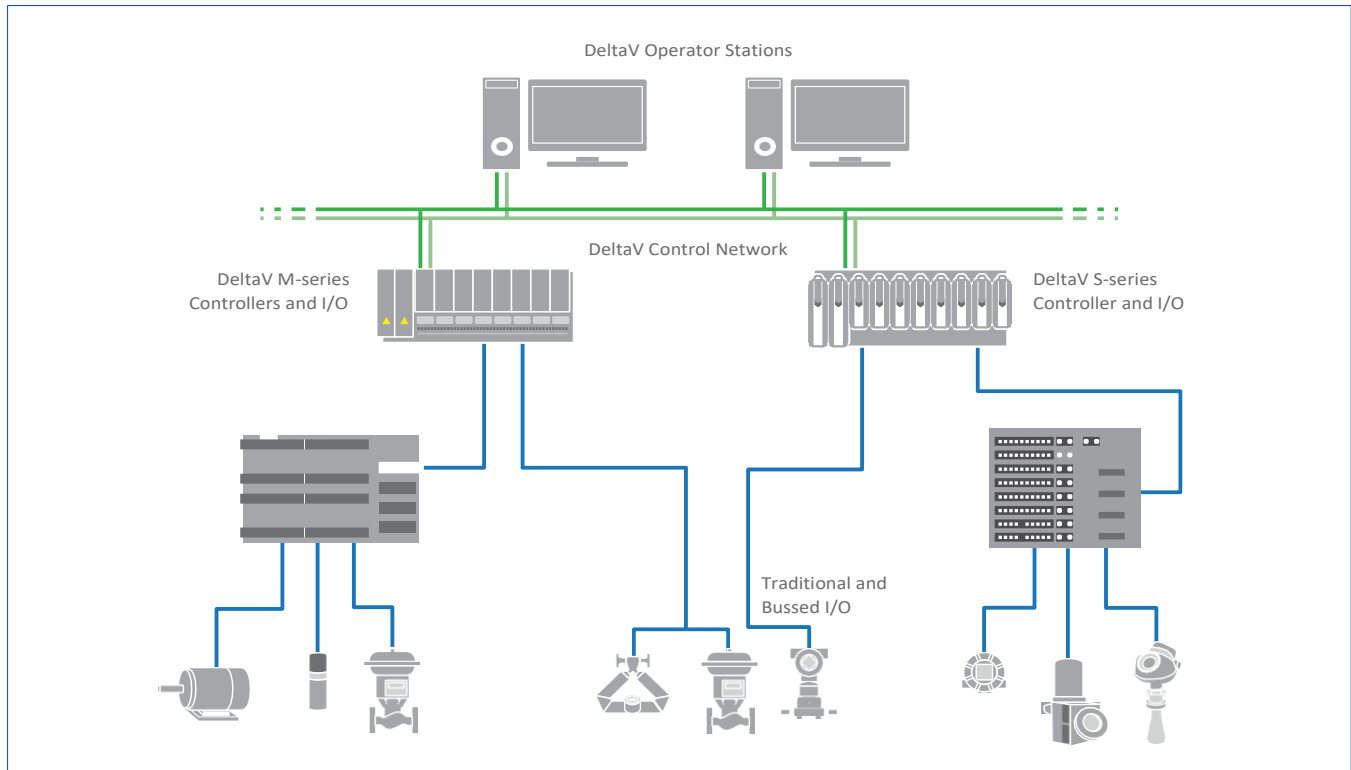 DeltaV Operator Stations
DeltaV Control Network
DeltaV M-series
Controllers and I/O
DeltaV S-series
Controller and I/O
Traditional and
Bussed I/O